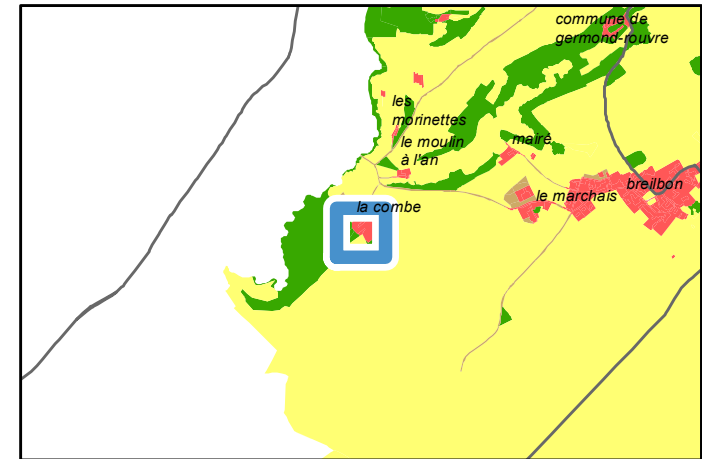 commune de
germond-rouvre
les
morinettes
le moulin
à l'an
mairé
breilbon
le marchais
la combe